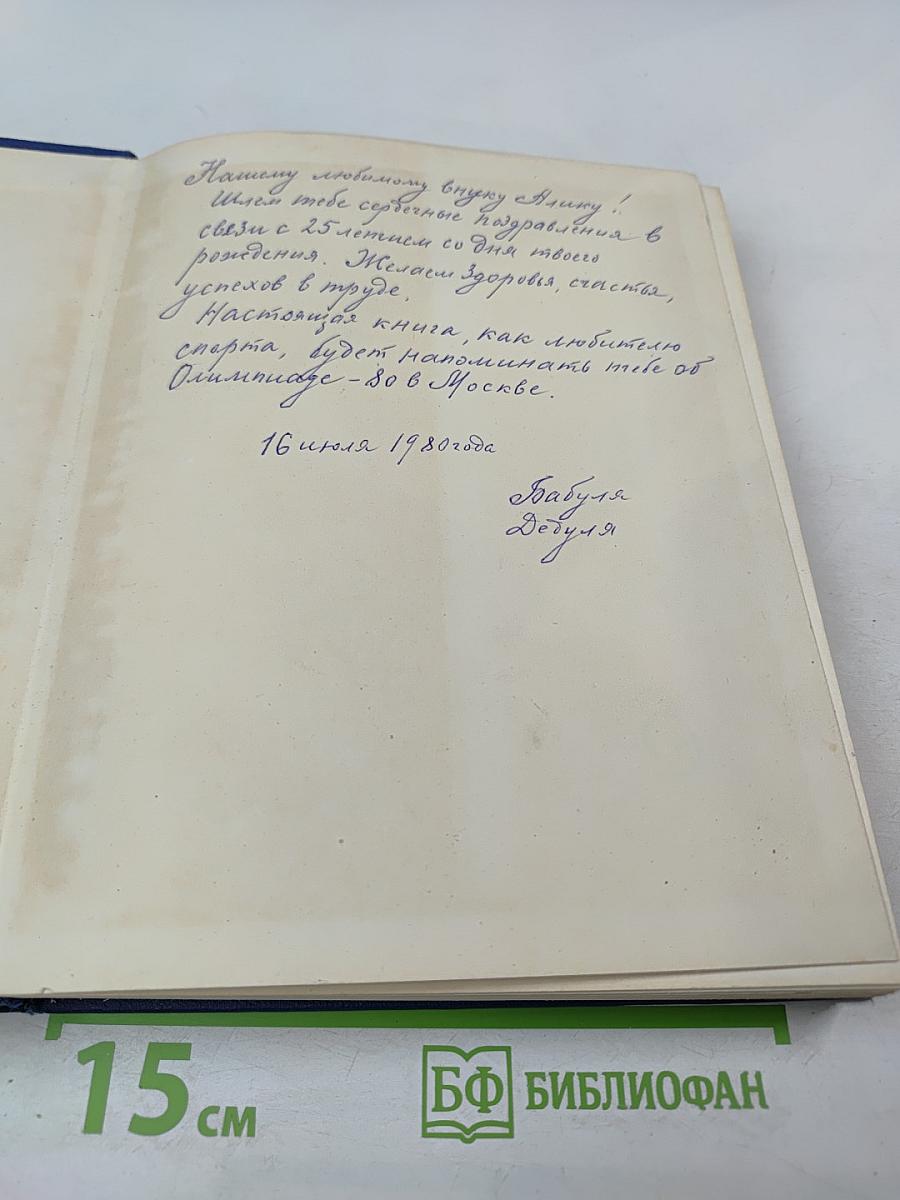 Нашему любимому внуку Алику!
Шлем тебе сердечные поздравления в
связи с 25 летием со дня твоего
рождения. Желаем здоровья, счастья,
успехов в труде.
Настоящая книга, как любителю
спорта, будет напоминать тебе об
Олимпиаде-80 в Москве.
16 июля 1980 года
Бабуля
Дедуля
15 см
БФ БИБЛИОФАН